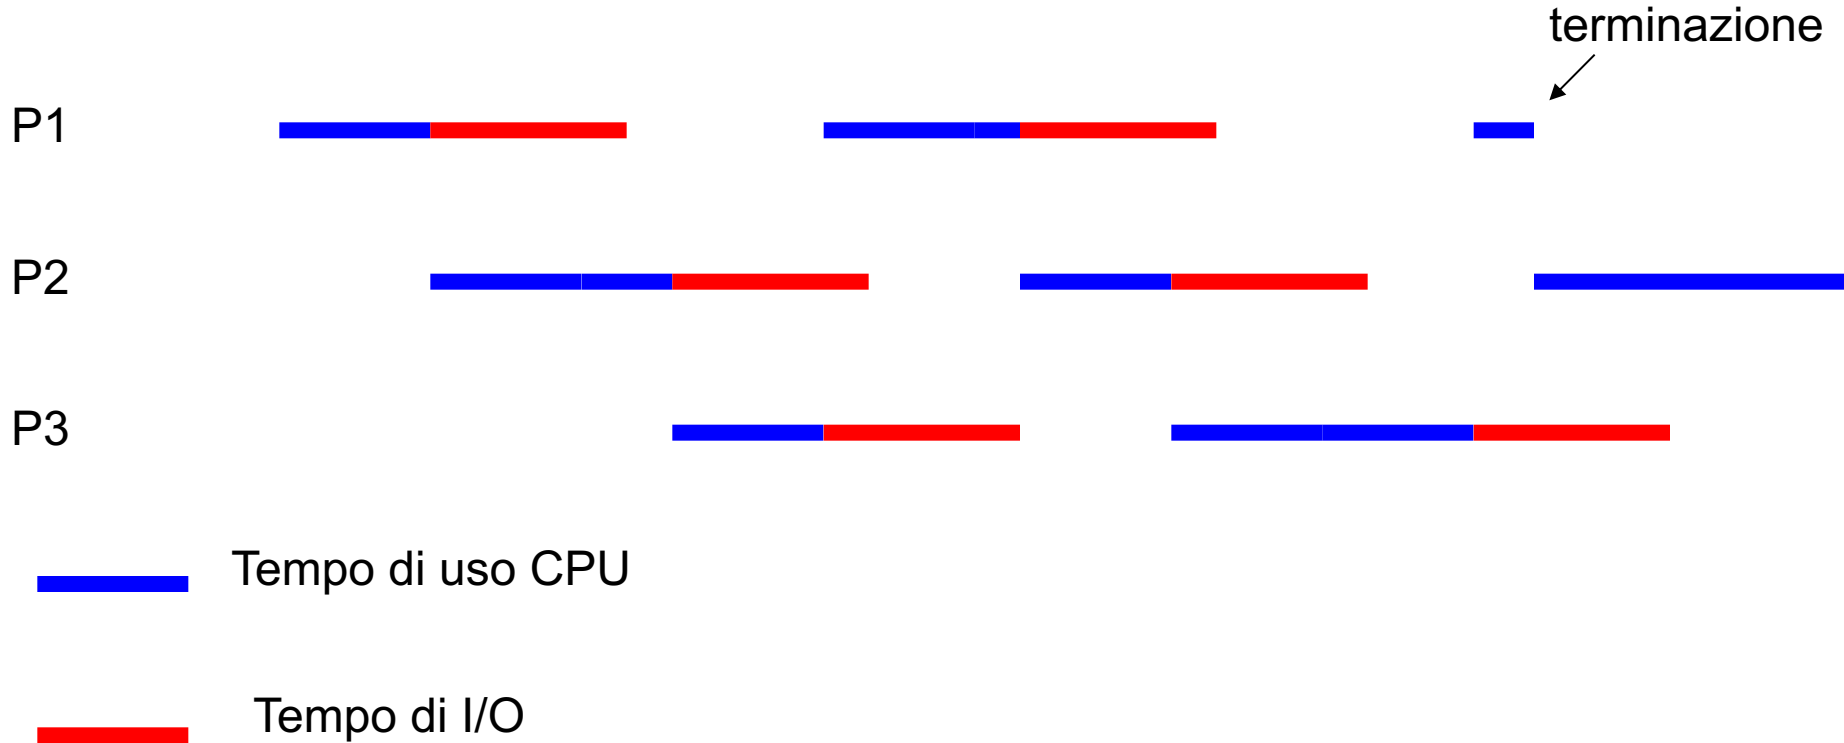 terminazione
P1
P2
P3
Tempo di uso CPU
Tempo di I/O